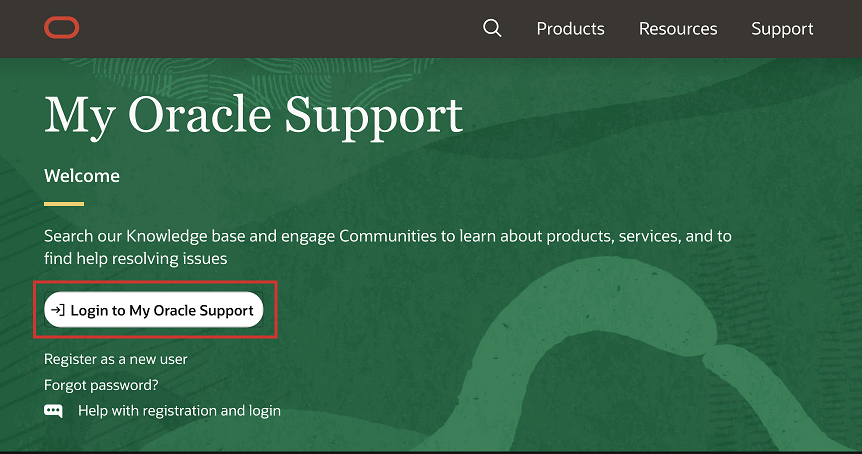 Products
Resources
Support
My Oracle Support
Welcome
Search our Knowledge base and engage Communities to learn about products, services, and to
find help resolving issues
Login to My Oracle Support
Register as a new user
Forgot password?
Help with registration and login